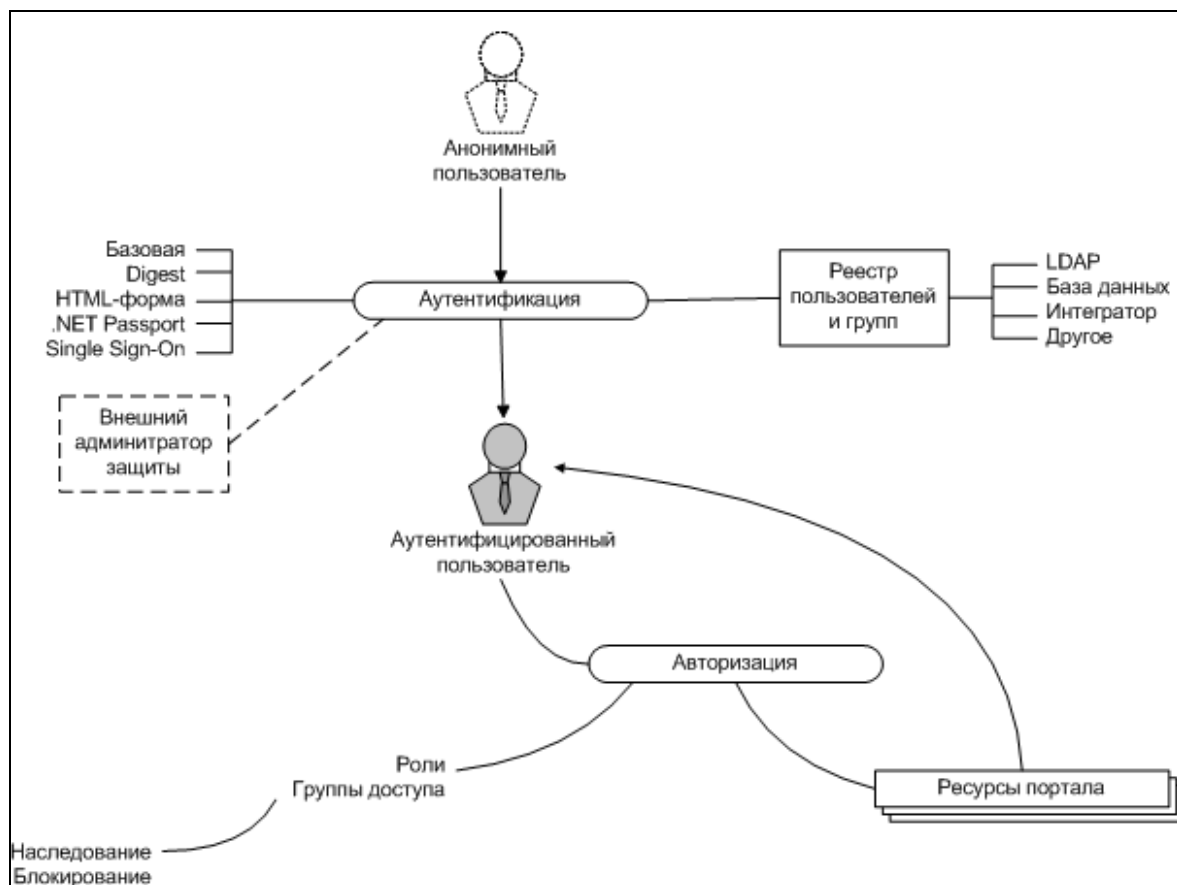 Анонимный
пользователь
Базовая
Digest
HTML-форма
.NET Passport
Single Sign-On
Аутентификация
Реестр
пользователей
и групп
LDAP
База данных
Интегратор
Другое
Внешний
админитратор
защиты
Аутентифицированный
пользователь
Авторизация
Роли
Группы доступа
Ресурсы портала
Наследование
Блокирование